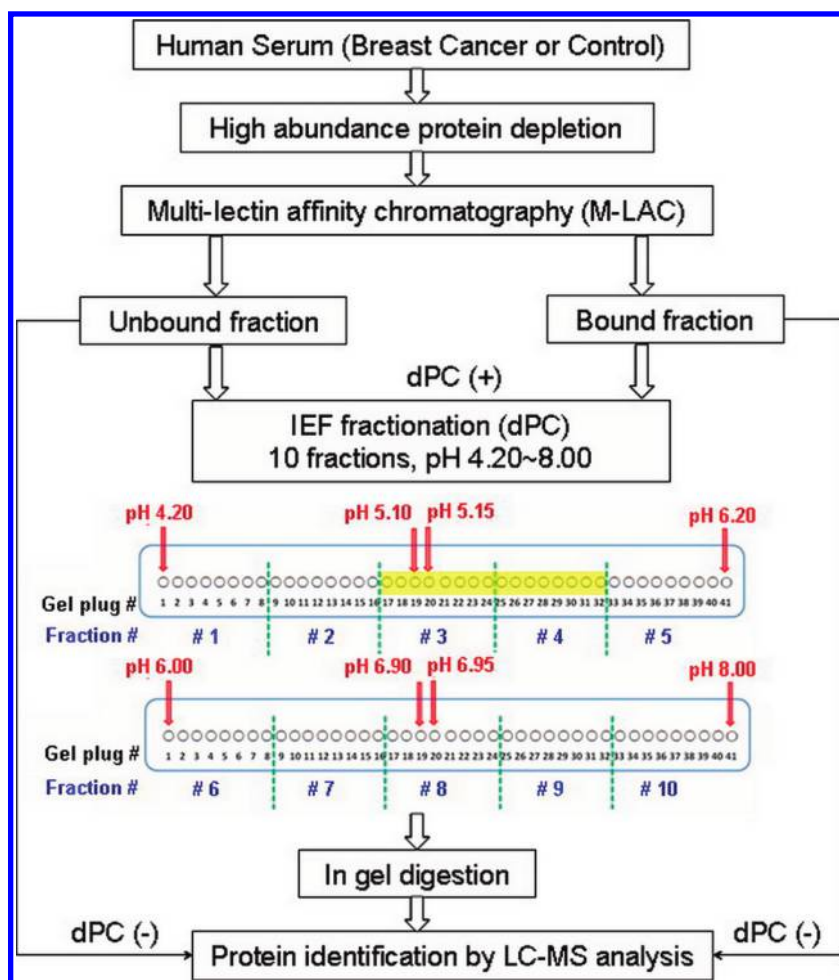 Human Serum (Breast Cancer or Control)
High abundance protein depletion
Multi-lectin affinity chromatography (M-LAC)
Unbound fraction
Bound fraction
dPC (+)
IEF fractionation (dPC)
10 fractions, pH 4.20~8.00
pH 4.20 pH 5.10 pH 5.15 pH 6.20
Gel plug # 1 2 3 4 5 6 7 8 9 10 11 12 13 14 15 16 17 18 19 20 21 22 23 24 25 26 27 28 29 30 31 32 33 34 35 36 37 38 39 40 41
Fraction # # 1 # 2 # 3 # 4 # 5
pH 6.00 pH 6.90 pH 6.95 pH 8.00
Gel plug # 1 2 3 4 5 6 7 8 9 10 11 12 13 14 15 16 17 18 19 20 21 22 23 24 25 26 27 28 29 30 31 32 33 34 35 36 37 38 39 40 41
Fraction # # 6 # 7 # 8 # 9 # 10
In gel digestion
dPC (-) dPC (-)
Protein identification by LC-MS analysis